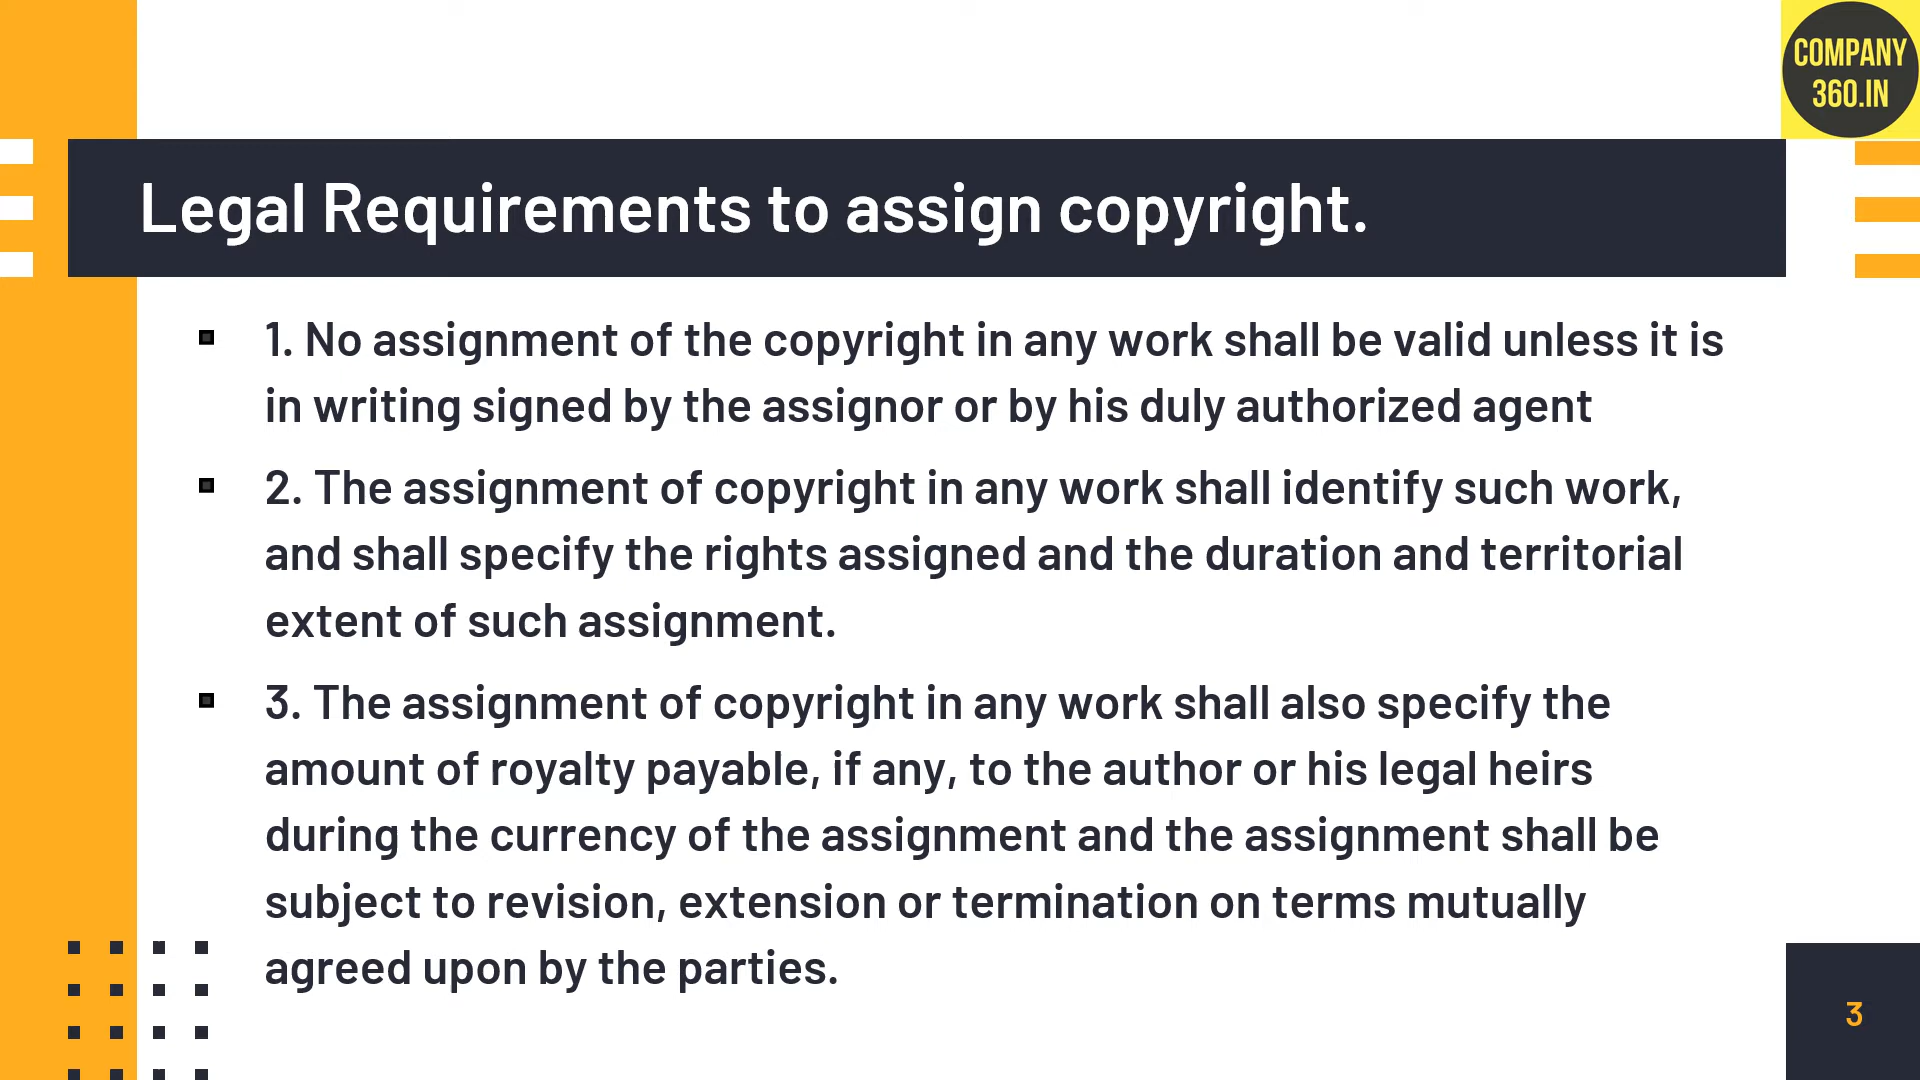 COMPANY
360.IN
Legal Requirements to assign copyright.
1. No assignment of the copyright in any work shall be valid unless it is
in writing signed by the assignor or by his duly authorized agent
2. The assignment of copyright in any work shall identify such work,
and shall specify the rights assigned and the duration and territorial
extent of such assignment.
3. The assignment of copyright in any work shall also specify the
amount of royalty payable, if any, to the author or his legal heirs
during the currency of the assignment and the assignment shall be
subject to revision, extension or termination on terms mutually
agreed upon by the parties.
3